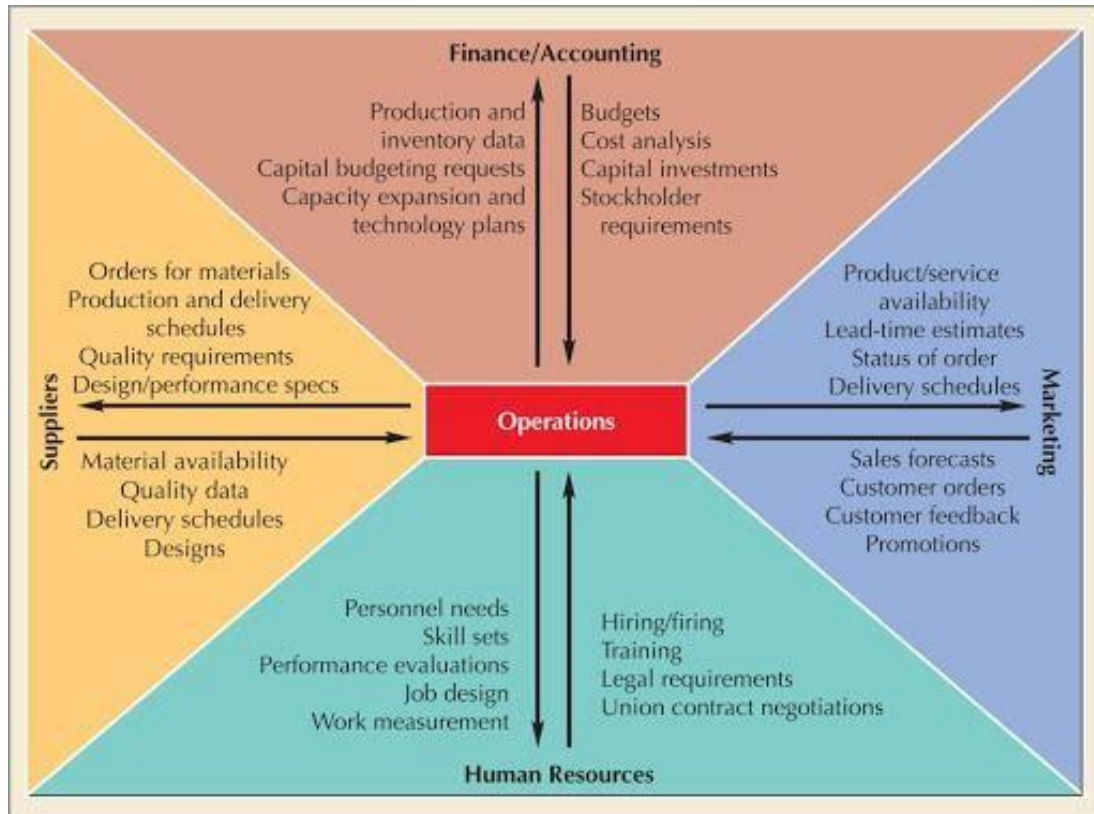 Finance/Accounting
Production and
inventory data
Capital budgeting requests
Capacity expansion and
technology plans
Budgets
Cost analysis
Capital investments
Stockholder
requirements
Suppliers
Orders for materials
Production and delivery
schedules
Quality requirements
Design/performance specs
Material availability
Quality data
Delivery schedules
Designs
Operations
Product/service
availability
Lead-time estimates
Status of order
Delivery schedules
Sales forecasts
Customer orders
Customer feedback
Promotions
Marketing
Personnel needs
Skill sets
Performance evaluations
Job design
Work measurement
Hiring/firing
Training
Legal requirements
Union contract negotiations
Human Resources